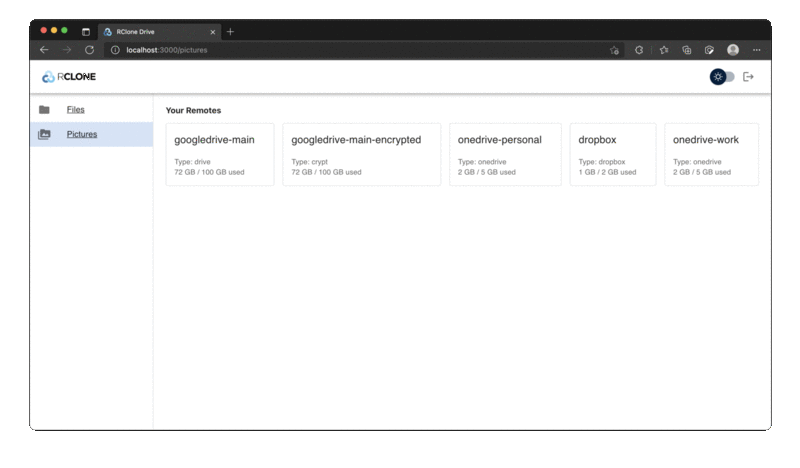 RClone Drive
localhost:3000/pictures
RCLONE
Files
Pictures
Your Remotes
googledrive-main
Type: drive
72 GB / 100 GB used
googledrive-main-encrypted
Type: crypt
72 GB / 100 GB used
onedrive-personal
Type: onedrive
2 GB / 5 GB used
dropbox
Type: dropbox
1 GB / 2 GB used
onedrive-work
Type: onedrive
2 GB / 5 GB used